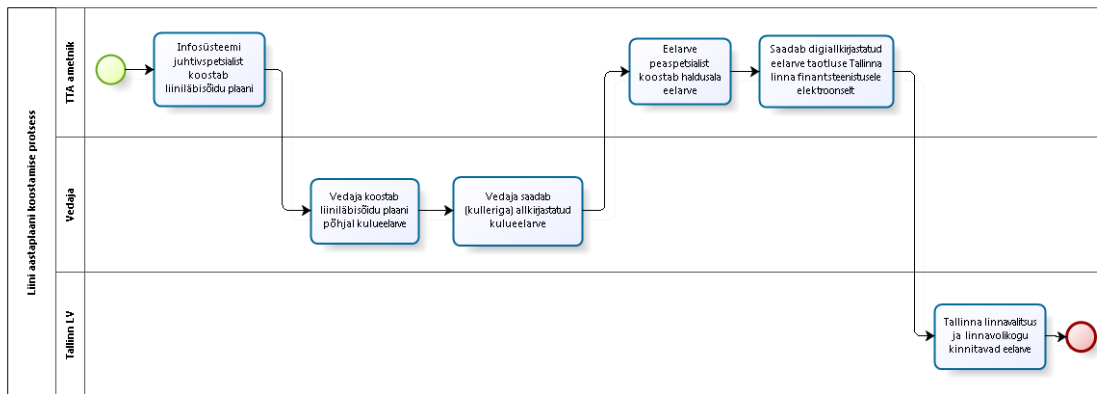 Liini aastaplaani koostamise protsess
TTA ametnik
Infosüsteemi
juhtivspetsialist
koostab
liiniläbisõidu plaani
Eelarve
peaspetsialist
koostab haldusala
eelarve
Saadab digiallkirjastatud
eelarve taotluse Tallinna
linna finantsteenistusele
elektroonselt
Vedaja
Vedaja koostab
liiniläbisõidu plaani
põhjal kulueelarve
Vedaja saadab
(kulleriga) allkirjastatud
kulueelarve
Tallinn LV
Tallinna linnavalitsus
ja linnavolikogu
kinnitavad eelarve